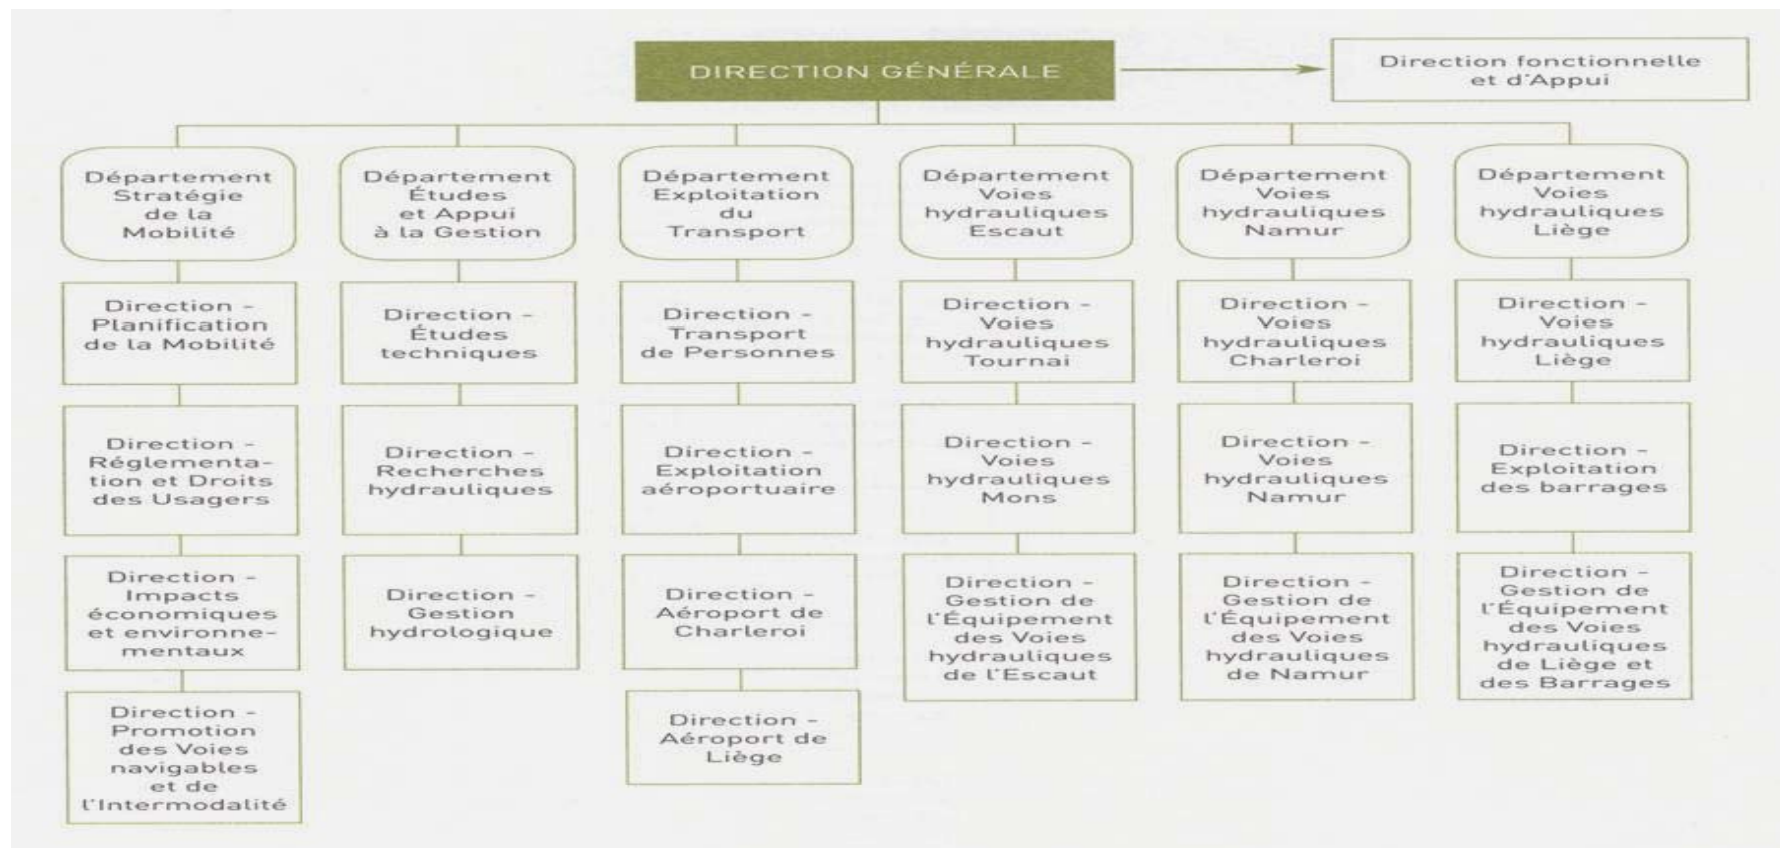 DIRECTION GÉNÉRALE
Direction fonctionnelle
et d'Appui
Département
Stratégie
de la
Mobilité
Département
Études
et Appui
à la Gestion
Département
Exploitation
du
Transport
Département
Voies
hydrauliques
Escaut
Département
Voies
hydrauliques
Namur
Département
Voies
hydrauliques
Liège
Direction -
Planification
de la Mobilité
Direction -
Études
techniques
Direction -
Transport
de Personnes
Direction -
Voies
hydrauliques
Tournai
Direction -
Voies
hydrauliques
Charleroi
Direction -
Voies
hydrauliques
Liège
Direction -
Réglementa-
tion et Droits
des Usagers
Direction -
Recherches
hydrauliques
Direction -
Exploitation
aéroportuaire
Direction -
Voies
hydrauliques
Mons
Direction -
Voies
hydrauliques
Namur
Direction -
Exploitation
des barrages
Direction -
Impacts
économiques
et environne-
mentaux
Direction -
Gestion
hydrologique
Direction -
Aéroport de
Charleroi
Direction -
Gestion de
l'Équipement
des Voies
hydrauliques
de l'Escaut
Direction -
Gestion de
l'Équipement
des Voies
hydrauliques
de Namur
Direction -
Gestion de
l'Équipement
des Voies
hydrauliques
de Liège et
des Barrages
Direction -
Promotion
des Voies
navigables
et de
l'Intermodalité
Direction -
Aéroport de
Liège